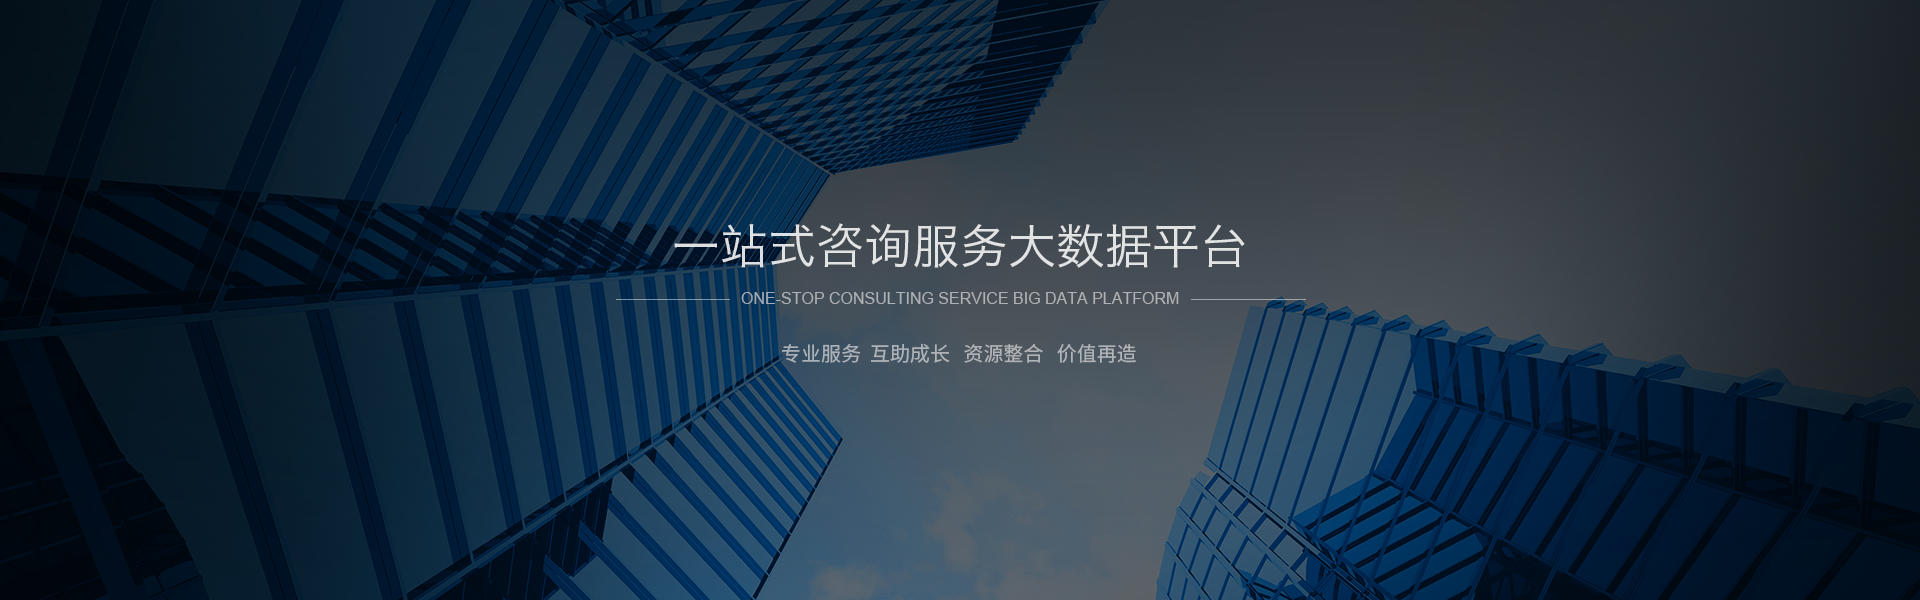 一站式咨询服务大数据平台
ONE-STOP CONSULTING SERVICE BIG DATA PLATFORM
专业服务 互助成长 资源整合 价值再造